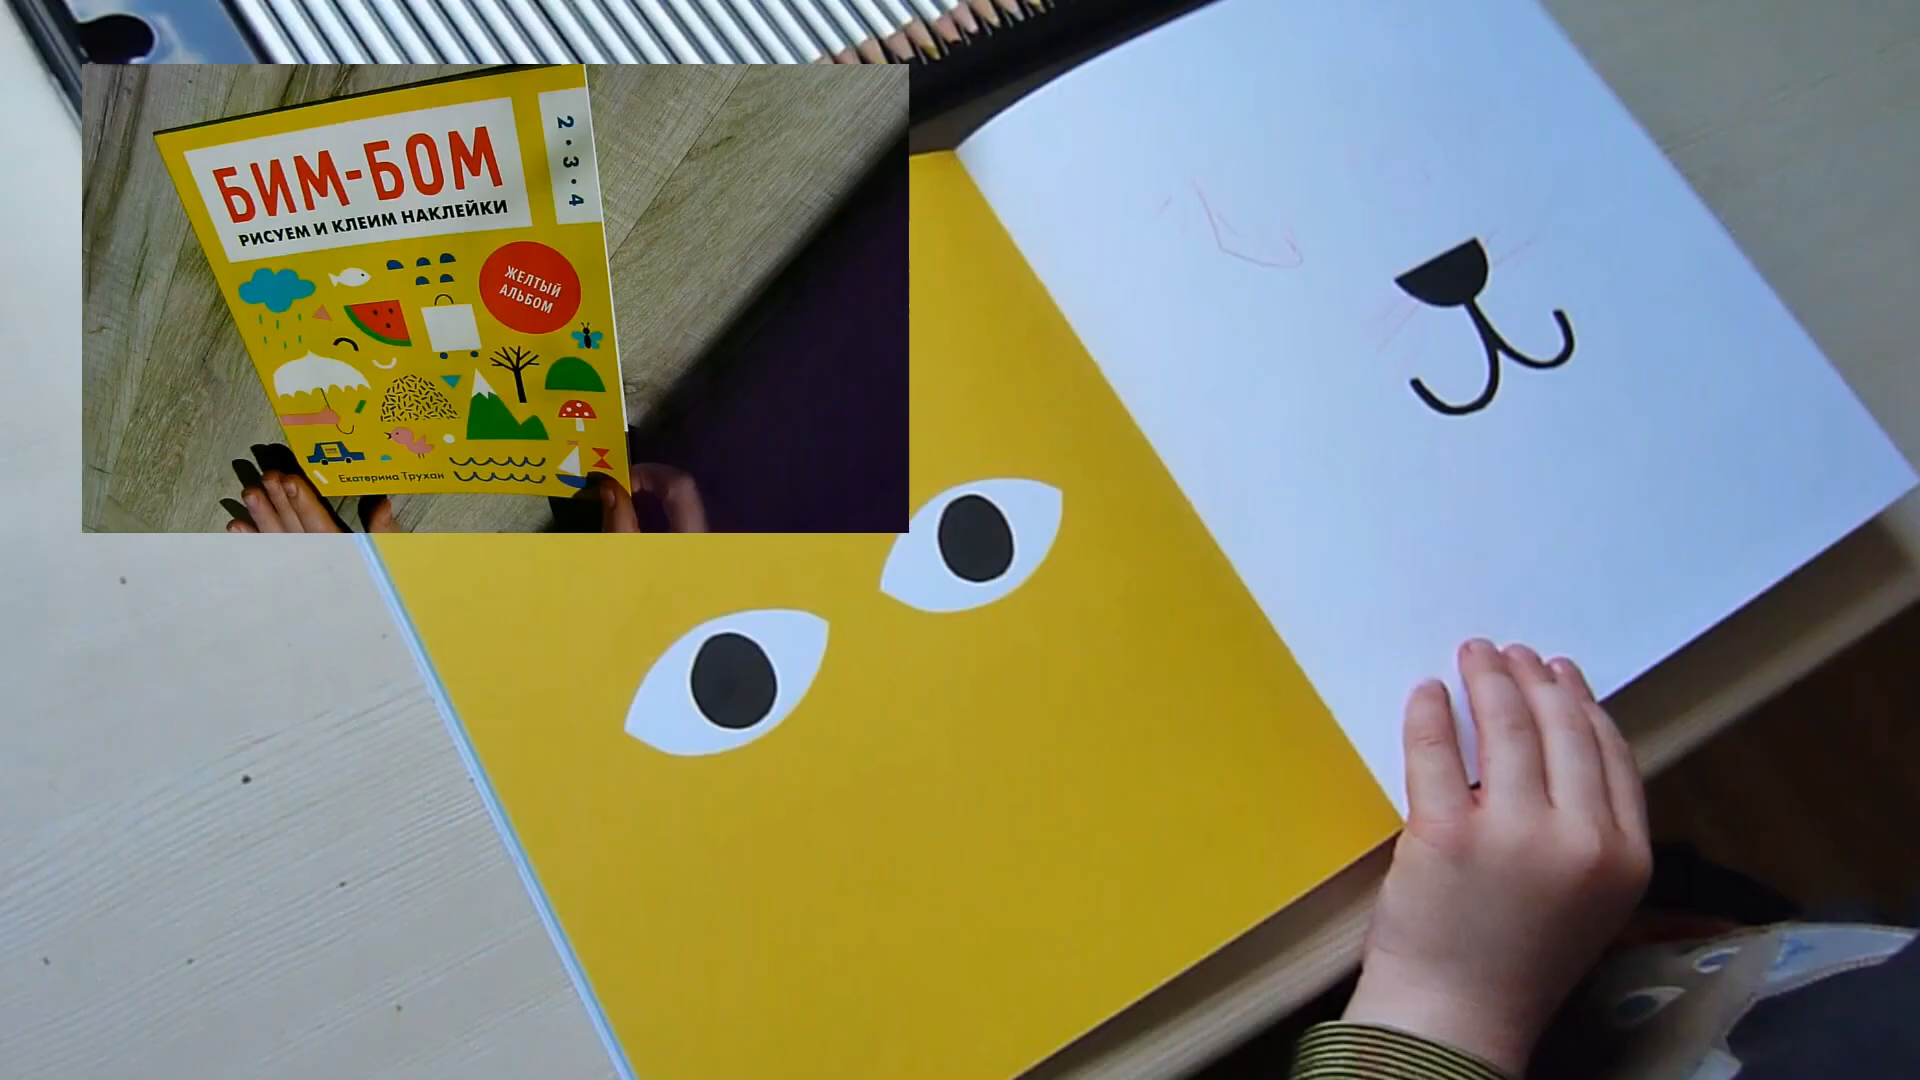 БИМ-БОМ
РИСУЕМ И КЛЕИМ НАКЛЕЙКИ
2 • 3 • 4
ЖЕЛТЫЙ
АЛЬБОМ
Екатерина Трухан